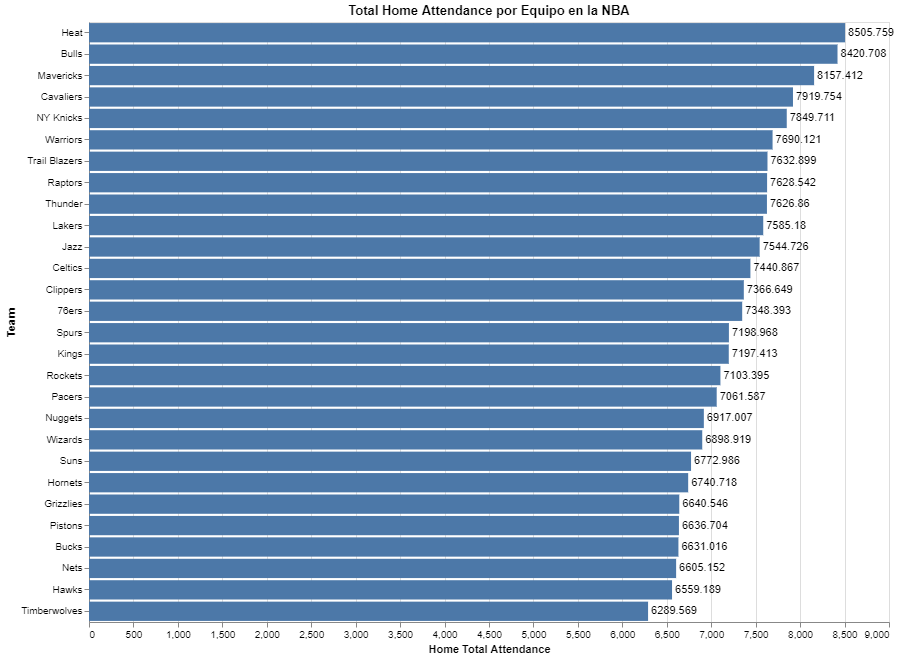 Total Home Attendance por Equipo en la NBA
Heat 8505.759
Bulls 8420.708
Mavericks 8157.412
Cavaliers 7919.754
NY Knicks 7849.711
Warriors 7690.121
Trail Blazers 7632.899
Raptors 7628.542
Thunder 7626.86
Lakers 7585.18
Jazz 7544.726
Celtics 7440.867
Clippers 7366.649
76ers 7348.393
Spurs 7198.968
Kings 7197.413
Rockets 7103.395
Pacers 7061.587
Nuggets 6917.007
Wizards 6898.919
Suns 6772.986
Hornets 6740.718
Grizzlies 6640.546
Pistons 6636.704
Bucks 6631.016
Nets 6605.152
Hawks 6559.189
Timberwolves 6289.569
Team
0 500 1,000 1,500 2,000 2,500 3,000 3,500 4,000 4,500 5,000 5,500 6,000 6,500 7,000 7,500 8,000 8,500 9,000
Home Total Attendance